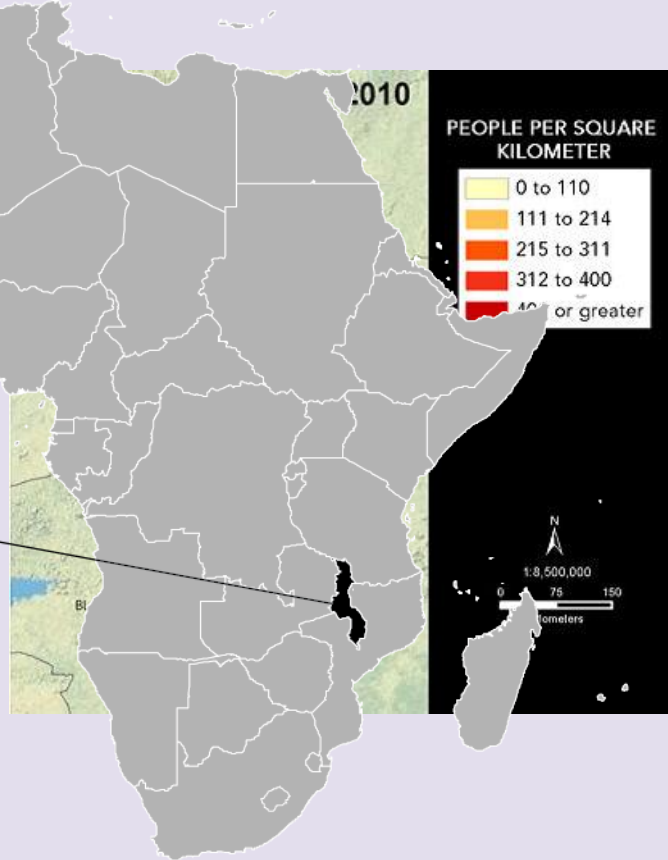 2010
PEOPLE PER SQUARE
KILOMETER
0 to 110
111 to 214
215 to 311
312 to 400
or greater
N
1:8,500,000
0 75 150